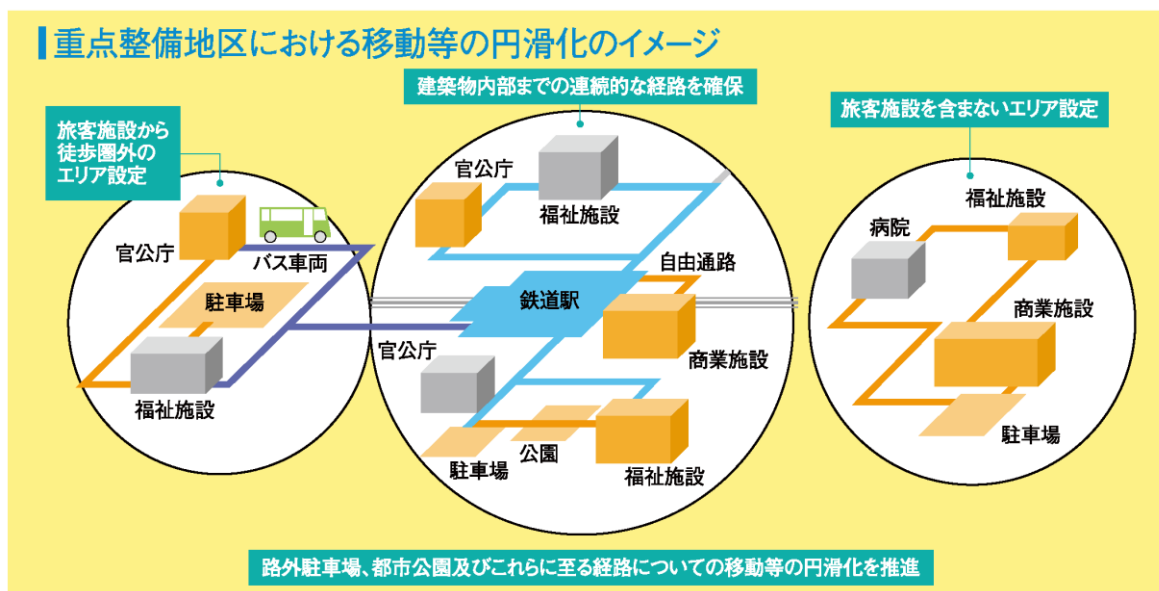 重点整備地区における移動等の円滑化のイメージ
建築物内部までの連続的な経路を確保
旅客施設を含まないエリア設定
旅客施設から
徒歩圏外の
エリア設定
官公庁
バス車両
駐車場
福祉施設
官公庁
福祉施設
自由通路
鉄道駅
商業施設
官公庁
駐車場
公園
福祉施設
福祉施設
病院
商業施設
駐車場
路外駐車場、都市公園及びこれらに至る経路についての移動等の円滑化を推進